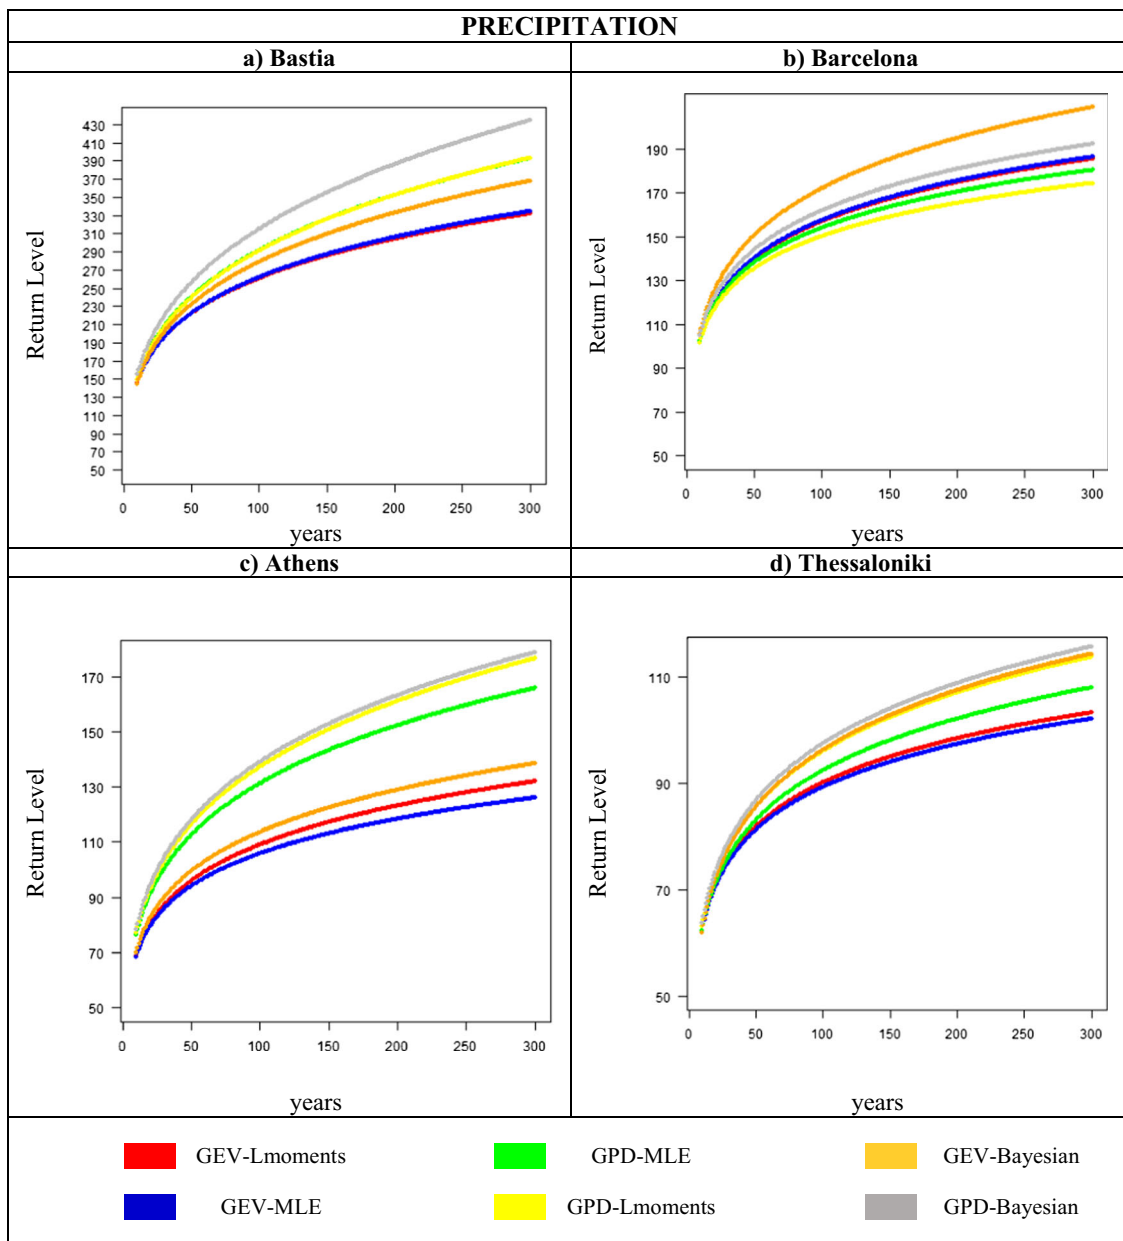 PRECIPITATION
a) Bastia
b) Barcelona
Return Level
430
410
390
370
350
330
310
290
270
250
230
210
190
170
150
130
110
90
70
50
0 50 100 150 200 250 300
years
Return Level
190
170
150
130
110
90
70
50
0 50 100 150 200 250 300
years
c) Athens
d) Thessaloniki
Return Level
170
150
130
110
90
70
50
0 50 100 150 200 250 300
years
Return Level
110
90
70
50
0 50 100 150 200 250 300
years
GEV-Lmoments
GPD-MLE
GEV-Bayesian
GEV-MLE
GPD-Lmoments
GPD-Bayesian